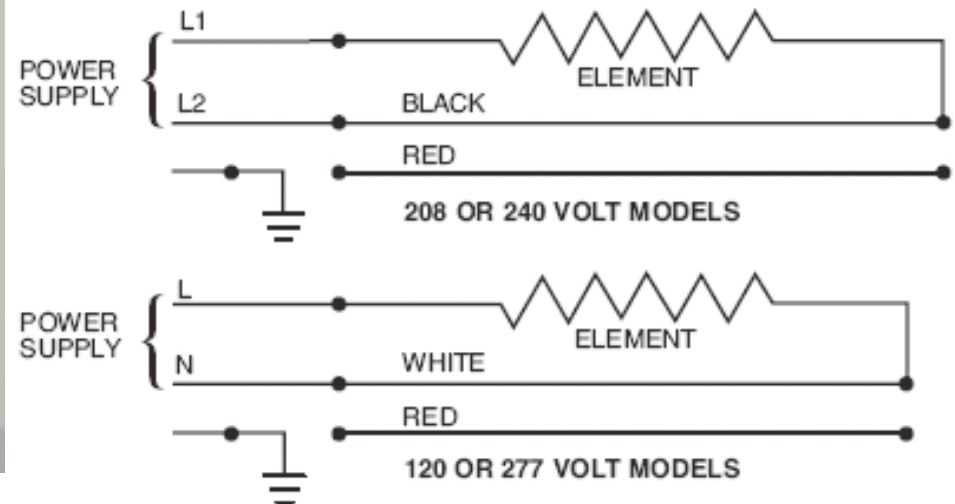 L1
POWER
SUPPLY
ELEMENT
L2
BLACK
RED
208 OR 240 VOLT MODELS
L
POWER
SUPPLY
ELEMENT
N
WHITE
RED
120 OR 277 VOLT MODELS